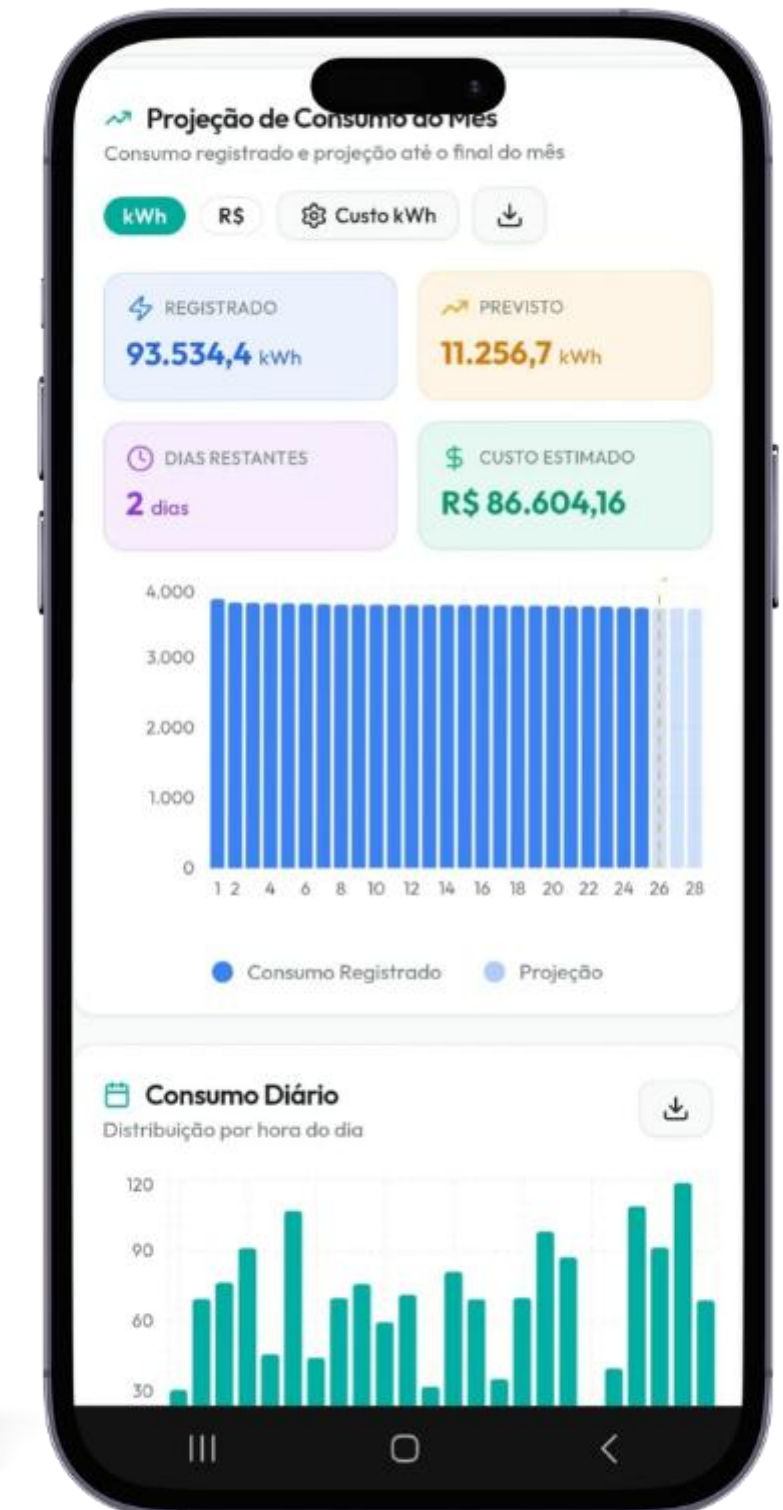 Projeção de Consumo do Mês
Consumo registrado e projeção até o final do mês
kWh R$ Custo kWh
REGISTRADO
93.534,4 kWh
PREVISTO
11.256,7 kWh
DIAS RESTANTES
2 dias
CUSTO ESTIMADO
R$ 86.604,16
4.000
3.000
2.000
1.000
0
1 2 4 6 8 10 12 14 16 18 20 22 24 26 28
Consumo Registrado Projeção
Consumo Diário
Distribuição por hora do dia
120
90
60
30